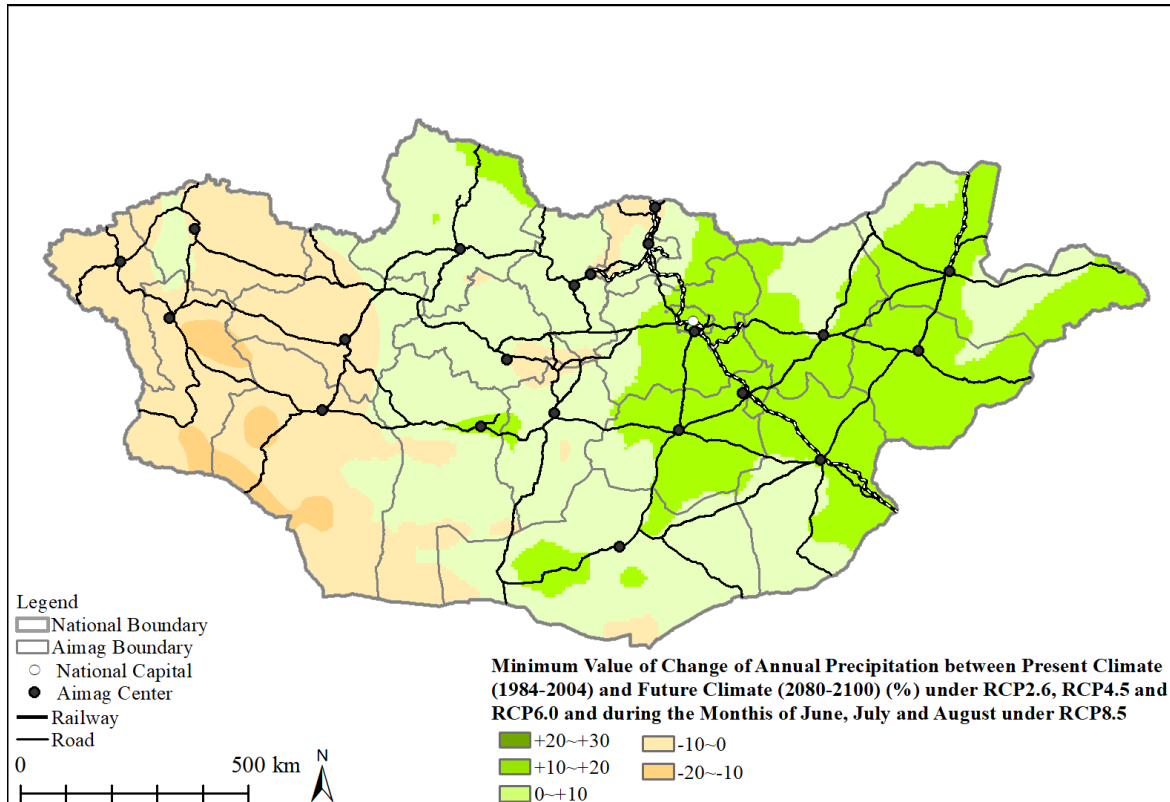 Legend
National Boundary
Aimag Boundary
National Capital
Aimag Center
Railway
Road
0 500 km
N
Minimum Value of Change of Annual Precipitation between Present Climate
(1984-2004) and Future Climate (2080-2100) (%) under RCP2.6, RCP4.5 and
RCP6.0 and during the Monthis of June, July and August under RCP8.5
+20~+30 -10~0
+10~+20 -20~-10
0~+10